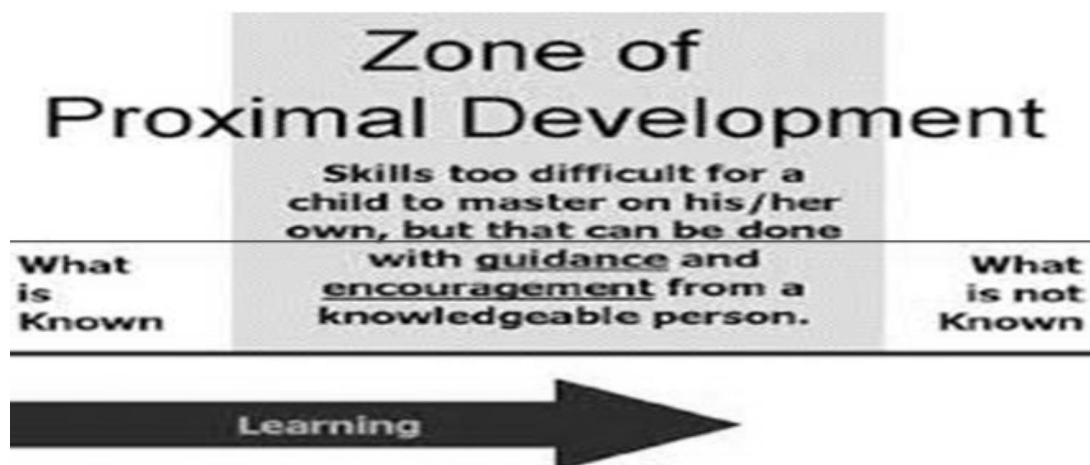 Zone of
Proximal Development
Skills too difficult for a
child to master on his/her
own, but that can be done
with guidance and
encouragement from a
knowledgeable person.
What
is
Known
What
is not
Known
Learning